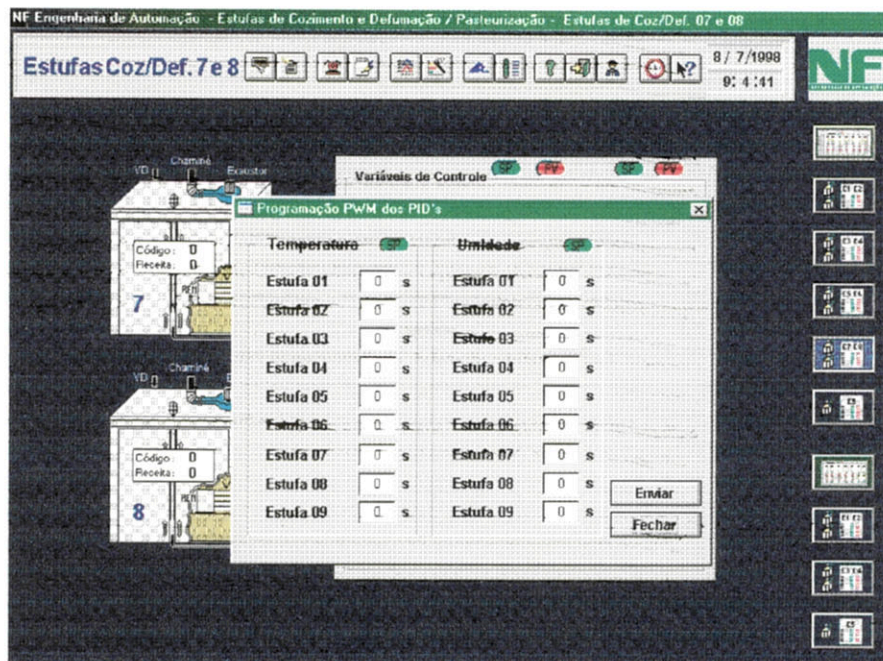 NF Engenharia de Automação - Estufas de Cozimento e Defumação / Pasteurização - Estufas de Coz/Def. 07 e 08
Estufas Coz/Def. 7 e 8
8/ 7/1998
9: 4:41
NF
VD Chaminé Exaustor
Código: 0
Receita: 0
7
VD Chaminé
Código: 0
Receita: 0
8
Variáveis de Controle SP PV SP PV
Programação PWM dos PID's
Temperatura SP Umidade SP
Estufa 01 0 s Estufa 01 0 s
Estufa 02 0 s Estufa 02 0 s
Estufa 03 0 s Estufa 03 0 s
Estufa 04 0 s Estufa 04 0 s
Estufa 05 0 s Estufa 05 0 s
Estufa 06 0 s Estufa 06 0 s
Estufa 07 0 s Estufa 07 0 s
Estufa 08 0 s Estufa 08 0 s
Estufa 09 0 s Estufa 09 0 s
Enviar
Fechar